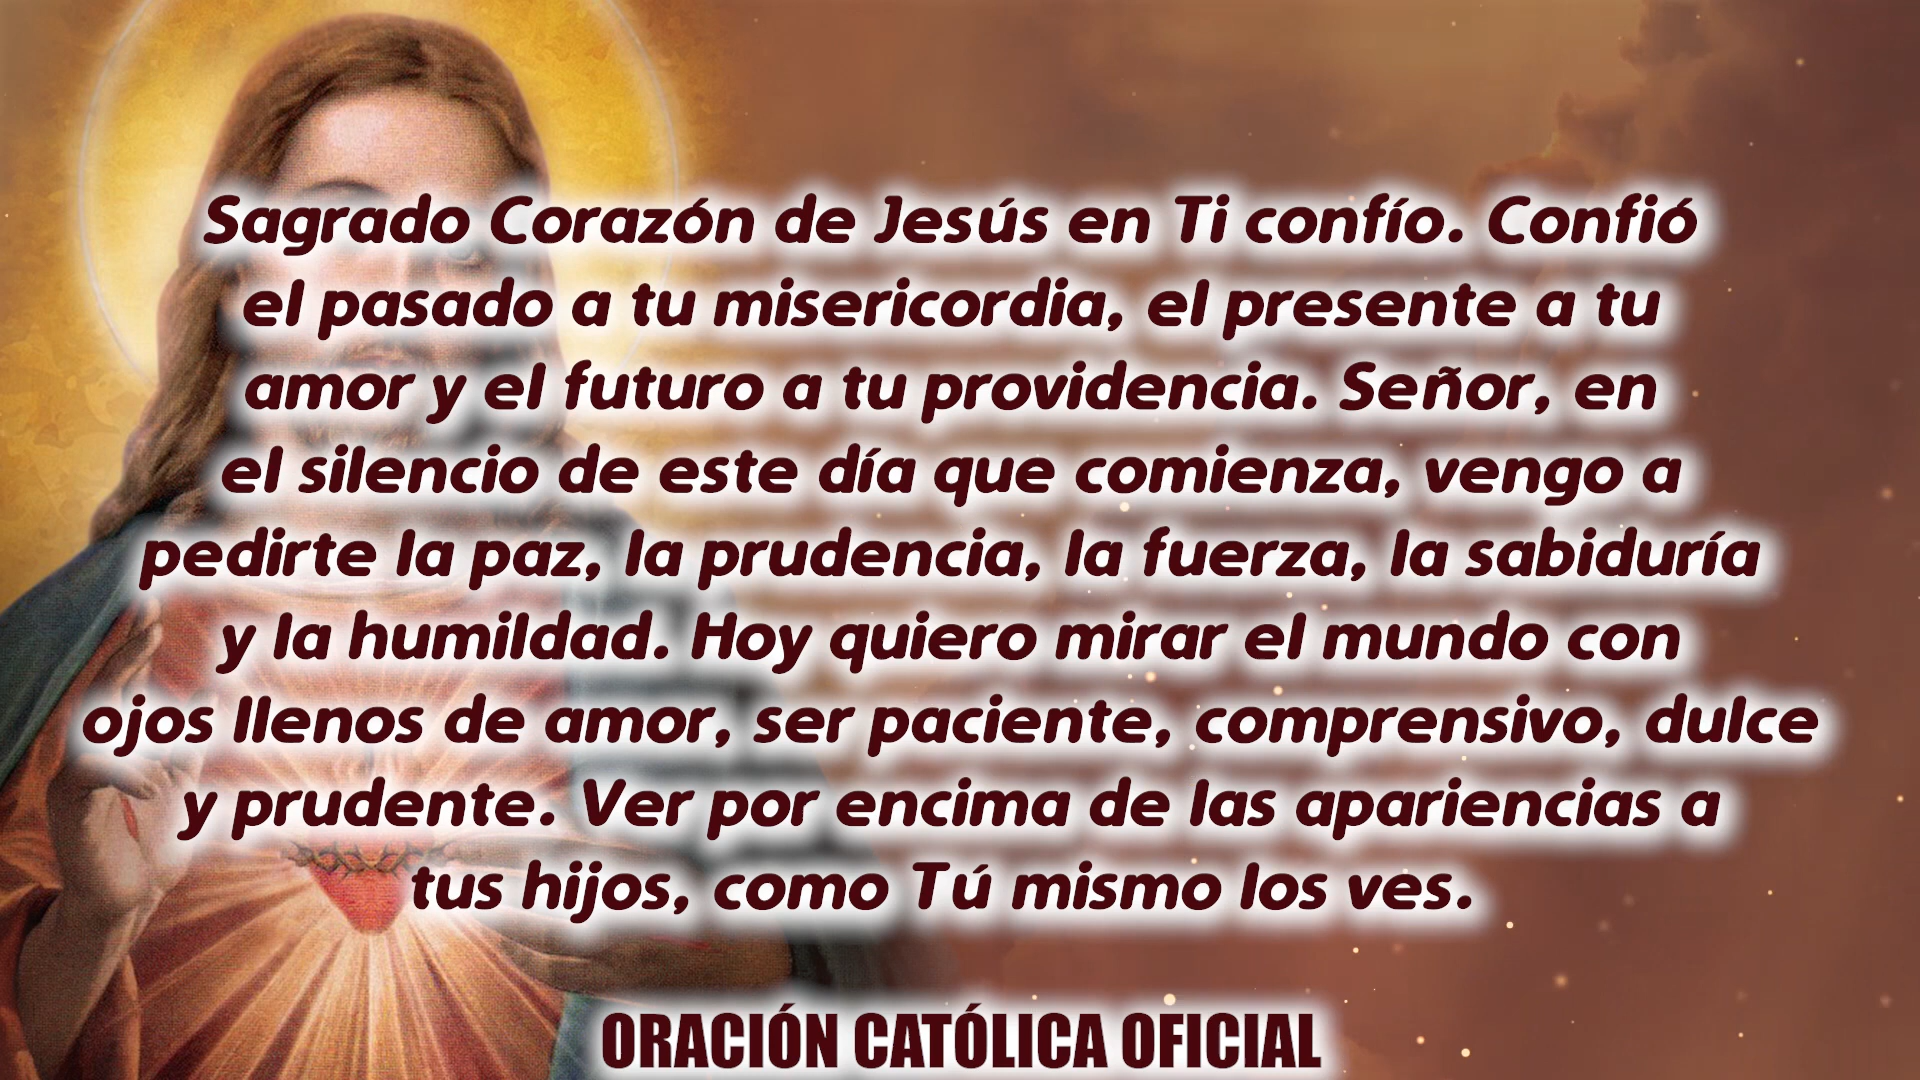 Sagrado Corazón de Jesús en Ti confío. Confió
el pasado a tu misericordia, el presente a tu
amor y el futuro a tu providencia. Señor, en
el silencio de este día que comienza, vengo a
pedirte la paz, la prudencia, la fuerza, la sabiduría
y la humildad. Hoy quiero mirar el mundo con
ojos llenos de amor, ser paciente, comprensivo, dulce
y prudente. Ver por encima de las apariencias a
tus hijos, como Tú mismo los ves.
ORACIÓN CATÓLICA OFICIAL